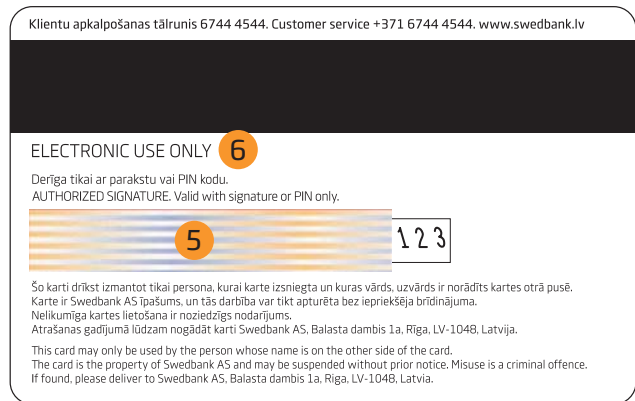 Klientu apkalpošanas tālrunis 6744 4544. Customer service +371 6744 4544. www.swedbank.lv
ELECTRONIC USE ONLY 6
Derīga tikai ar parakstu vai PIN kodu.
AUTHORIZED SIGNATURE. Valid with signature or PIN only.
5 123
Šo karti drīkst izmantot tikai persona, kurai karte izsniegta un kuras vārds, uzvārds ir norādīts kartes otrā pusē.
Karte ir Swedbank AS īpašums, un tās darbība var tikt apturēta bez iepriekšēja brīdinājuma.
Nelikumīga kartes lietošana ir noziedzīgs nodarījums.
Atrašanas gadījumā lūdzam nogādāt karti Swedbank AS, Balasta dambis 1a, Rīga, LV-1048, Latvija.
This card may only be used by the person whose name is on the other side of the card.
The card is the property of Swedbank AS and may be suspended without prior notice. Misuse is a criminal offence.
If found, please deliver to Swedbank AS, Balasta dambis 1a, Riga, LV-1048, Latvia.